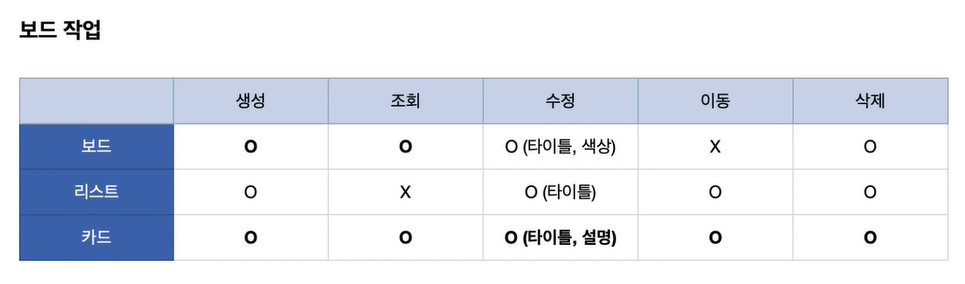 보드 작업
생성 조회 수정 이동 삭제
보드 O O O (타이틀, 색상) X O
리스트 O X O (타이틀) O O
카드 O O O (타이틀, 설명) O O